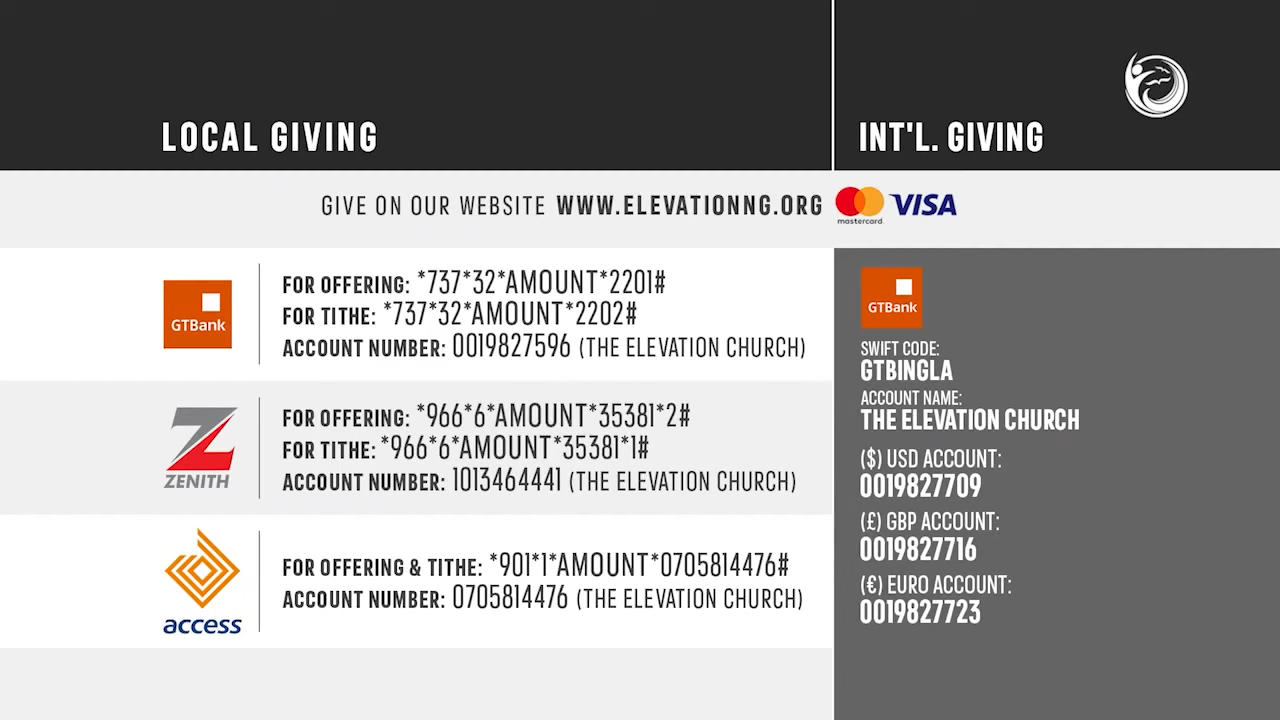 LOCAL GIVING
INT'L. GIVING
GIVE ON OUR WEBSITE WWW.ELEVATIONNG.ORG
mastercard.
VISA
GTBank
FOR OFFERING: *737*32*AMOUNT*2201#
FOR TITHE: *737*32*AMOUNT*2202#
ACCOUNT NUMBER: 0019827596 (THE ELEVATION CHURCH)
ZENITH
FOR OFFERING: *966*6*AMOUNT*35381*2#
FOR TITHE: *966*6*AMOUNT*35381*1#
ACCOUNT NUMBER: 1013464441 (THE ELEVATION CHURCH)
access
FOR OFFERING & TITHE: *901*1*AMOUNT*0705814476#
ACCOUNT NUMBER: 0705814476 (THE ELEVATION CHURCH)
GTBank
SWIFT CODE:
GTBINGLA
ACCOUNT NAME:
THE ELEVATION CHURCH
($) USD ACCOUNT:
0019827709
(£) GBP ACCOUNT:
0019827716
(€) EURO ACCOUNT:
0019827723